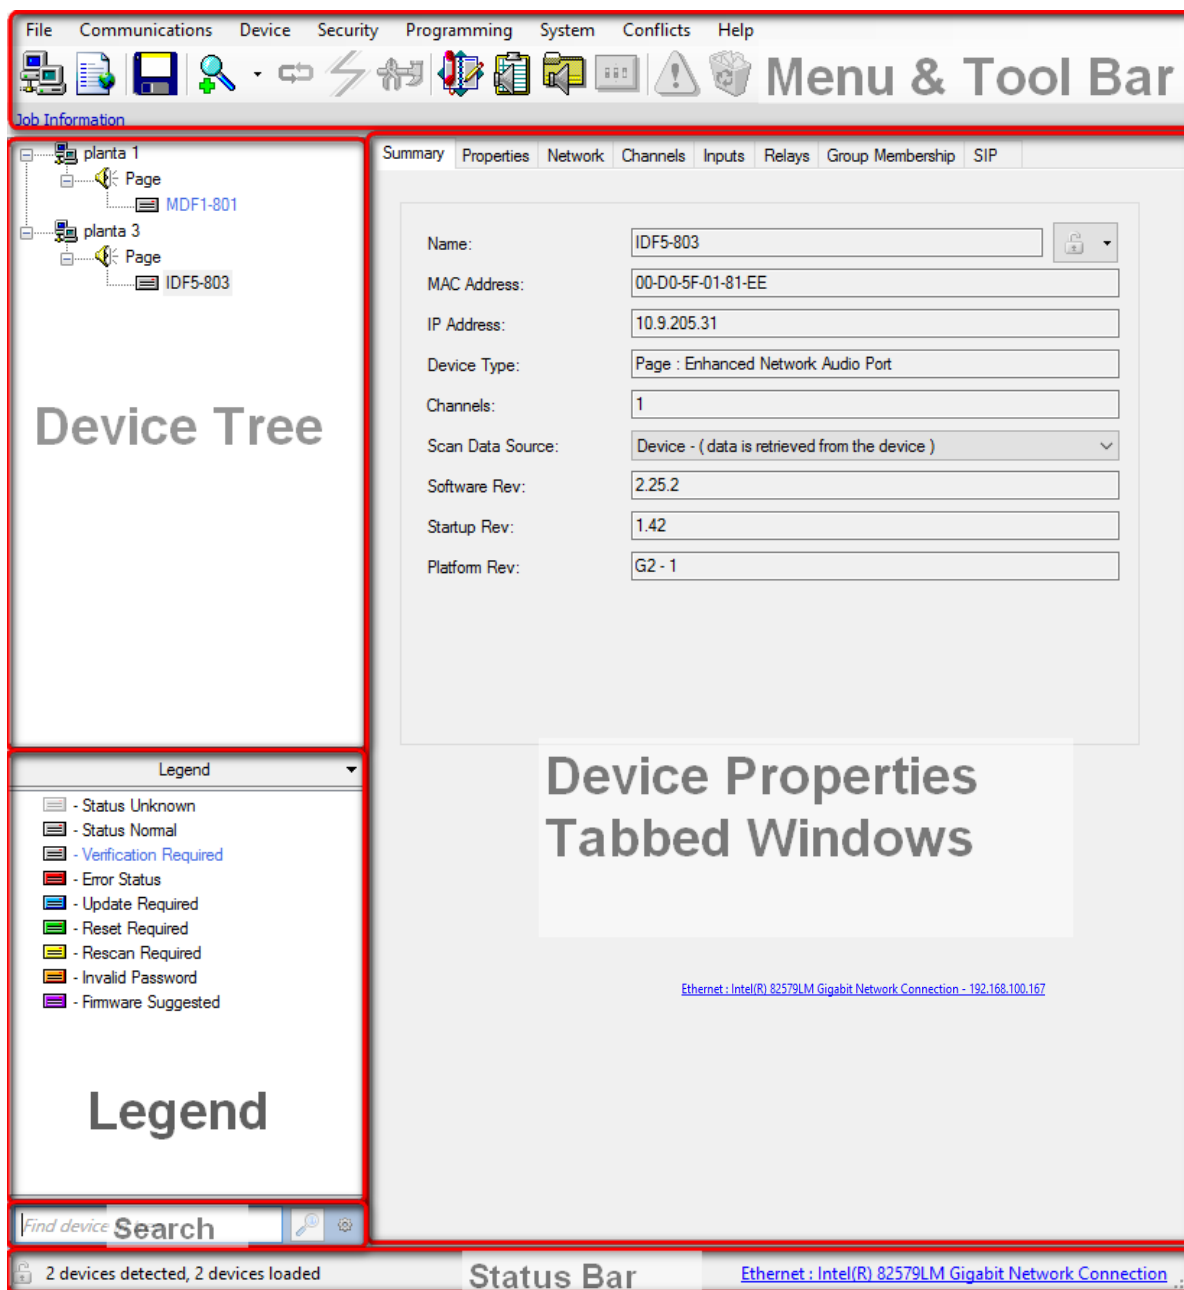 File Communications Device Security Programming System Conflicts Help
Menu & Tool Bar
Job Information
planta 1
Page
MDF1-801
planta 3
Page
IDF5-803
Device Tree
Summary Properties Network Channels Inputs Relays Group Membership SIP
Name: IDF5-803
MAC Address: 00-D0-5F-01-81-EE
IP Address: 10.9.205.31
Device Type: Page : Enhanced Network Audio Port
Channels: 1
Scan Data Source: Device - ( data is retrieved from the device )
Software Rev: 2.25.2
Startup Rev: 1.42
Platform Rev: G2 - 1
Device Properties
Tabbed Windows
Ethernet : Intel(R) 82579LM Gigabit Network Connection - 192.168.100.167
Legend
- Status Unknown
- Status Normal
- Verification Required
- Error Status
- Update Required
- Reset Required
- Rescan Required
- Invalid Password
- Firmware Suggested
Legend
Find device
Search
2 devices detected, 2 devices loaded
Status Bar
Ethernet : Intel(R) 82579LM Gigabit Network Connection